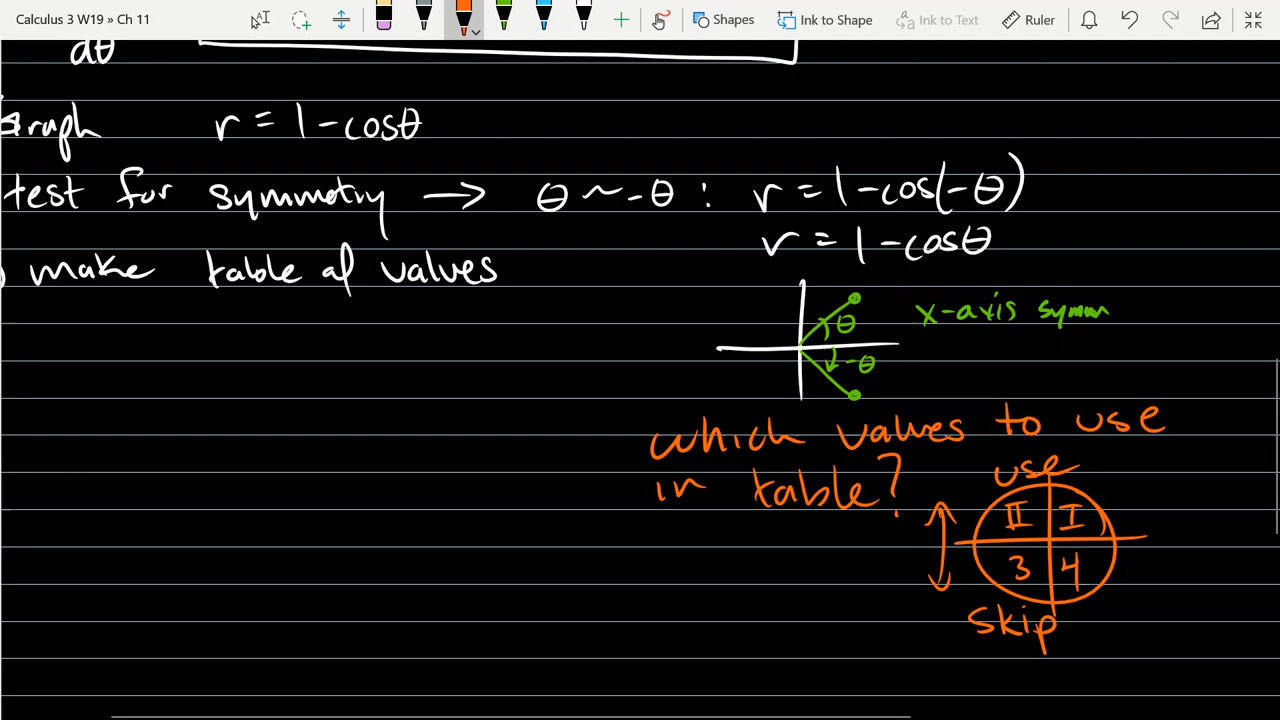 Calculus 3 W19 » Ch 11
Shapes
Ink to Shape
Ink to Text
Ruler
dθ
Graph r = 1 - cosθ
test for symmetry → θ ~ -θ : r = 1 - cos(-θ)
r = 1 - cosθ
make table of values
x-axis symm
θ
-θ
which values to use
in table?
use
II I
3 4
skip